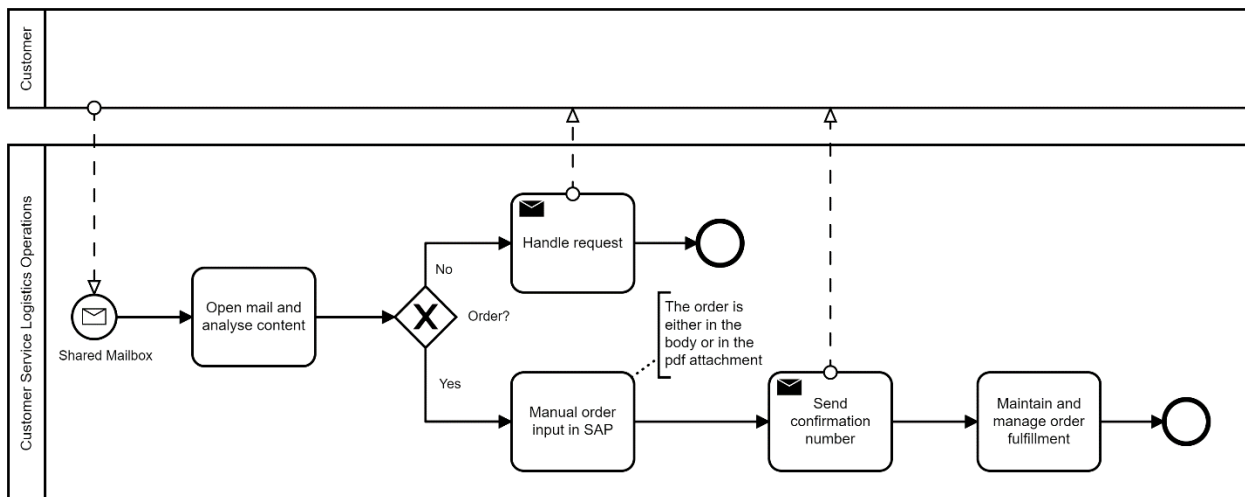 Customer
Customer Service Logistics Operations
Shared Mailbox
Open mail and
analyse content
Order?
No
Handle request
Yes
Manual order
input in SAP
The order is
either in the
body or in the
pdf attachment
Send
confirmation
number
Maintain and
manage order
fulfillment